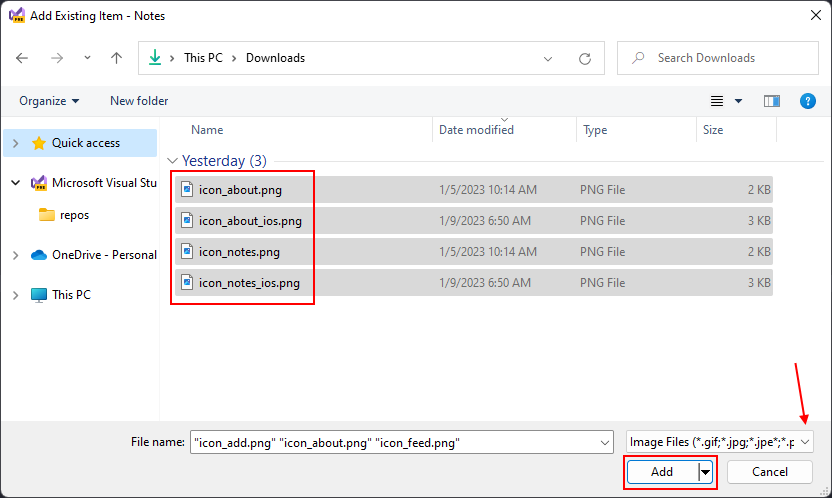 Add Existing Item - Notes
This PC > Downloads
Search Downloads
Organize
New folder
Quick access
Microsoft Visual Stu
repos
OneDrive - Personal
This PC
Name Date modified Type Size
Yesterday (3)
icon_about.png 1/5/2023 10:14 AM PNG File 2 KB
icon_about_ios.png 1/9/2023 6:50 AM PNG File 3 KB
icon_notes.png 1/5/2023 10:14 AM PNG File 2 KB
icon_notes_ios.png 1/9/2023 6:50 AM PNG File 3 KB
File name: "icon_add.png" "icon_about.png" "icon_feed.png"
Image Files (*.gif;*.jpg;*.jpe*;*.p
Add Cancel